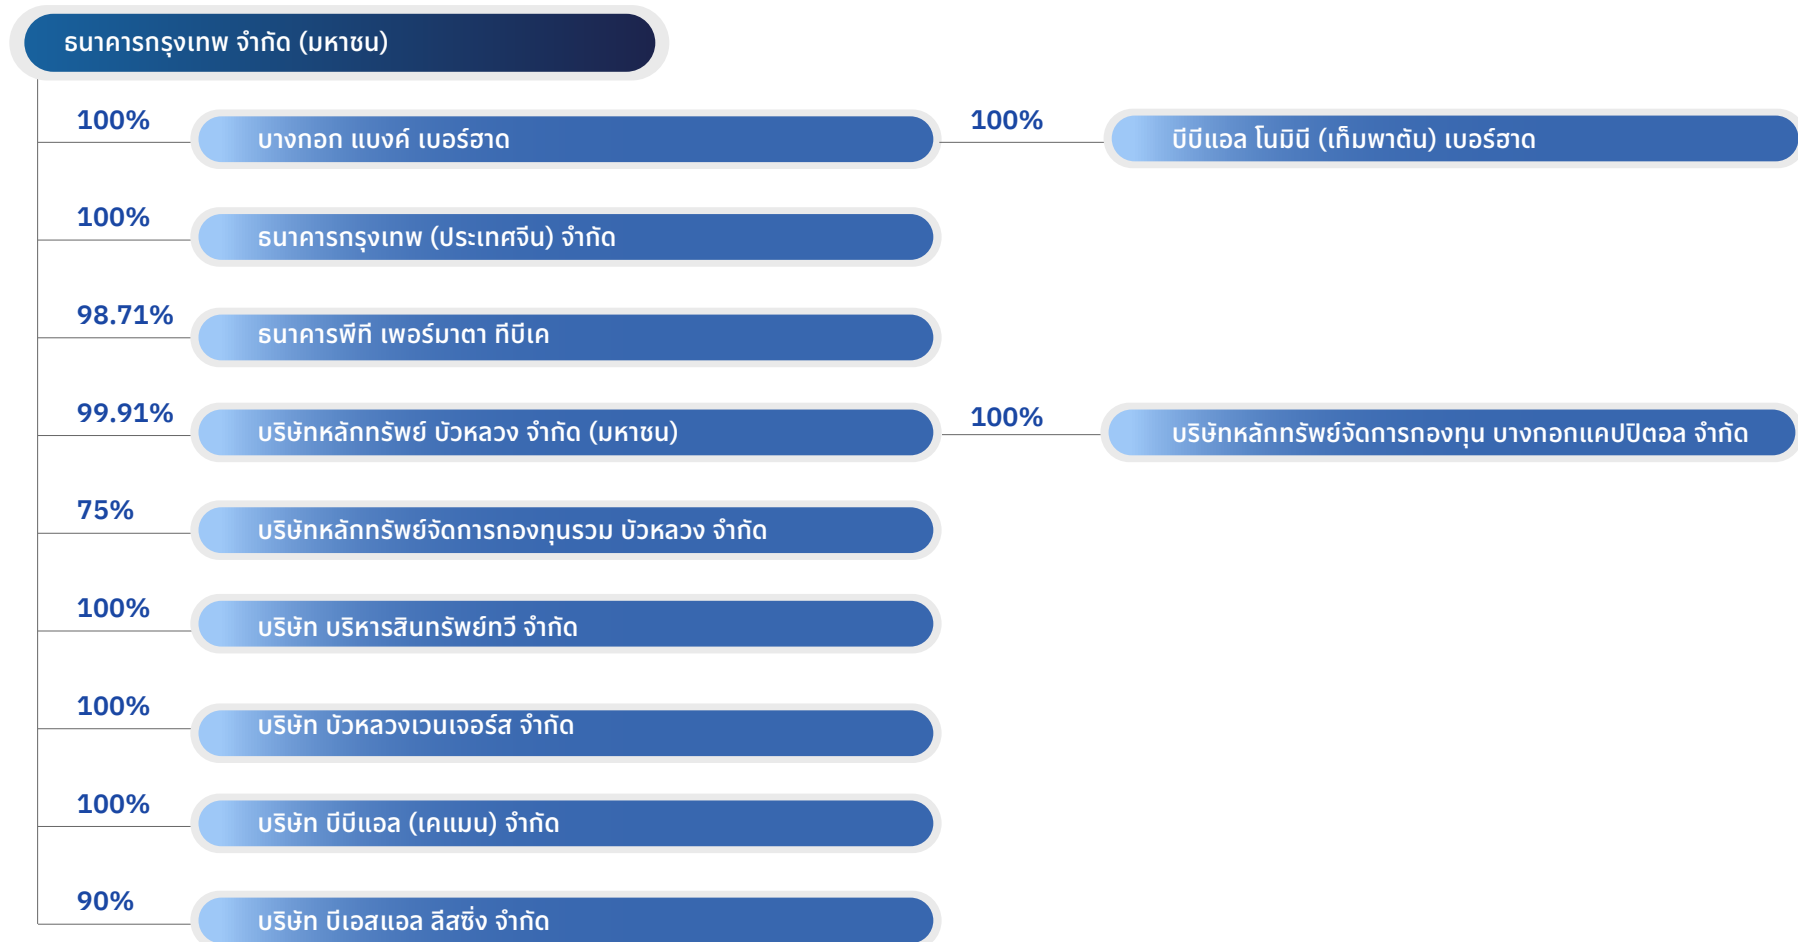 ธนาคารกรุงเทพ จำกัด (มหาชน)
100%
บางกอก แบงค์ เบอร์ฮาด
100%
บีบีแอล โนมินี (เท็มพาตัน) เบอร์ฮาด
100%
ธนาคารกรุงเทพ (ประเทศจีน) จำกัด
98.71%
ธนาคารพีที เพอร์มาตา ทีบีเค
99.91%
บริษัทหลักทรัพย์ บัวหลวง จำกัด (มหาชน)
100%
บริษัทหลักทรัพย์จัดการกองทุน บางกอกแคปปิตอล จำกัด
75%
บริษัทหลักทรัพย์จัดการกองทุนรวม บัวหลวง จำกัด
100%
บริษัท บริหารสินทรัพย์ทวี จำกัด
100%
บริษัท บัวหลวงเวนเจอร์ส จำกัด
100%
บริษัท บีบีแอล (เคแมน) จำกัด
90%
บริษัท บีเอสแอล ลีสซิ่ง จำกัด